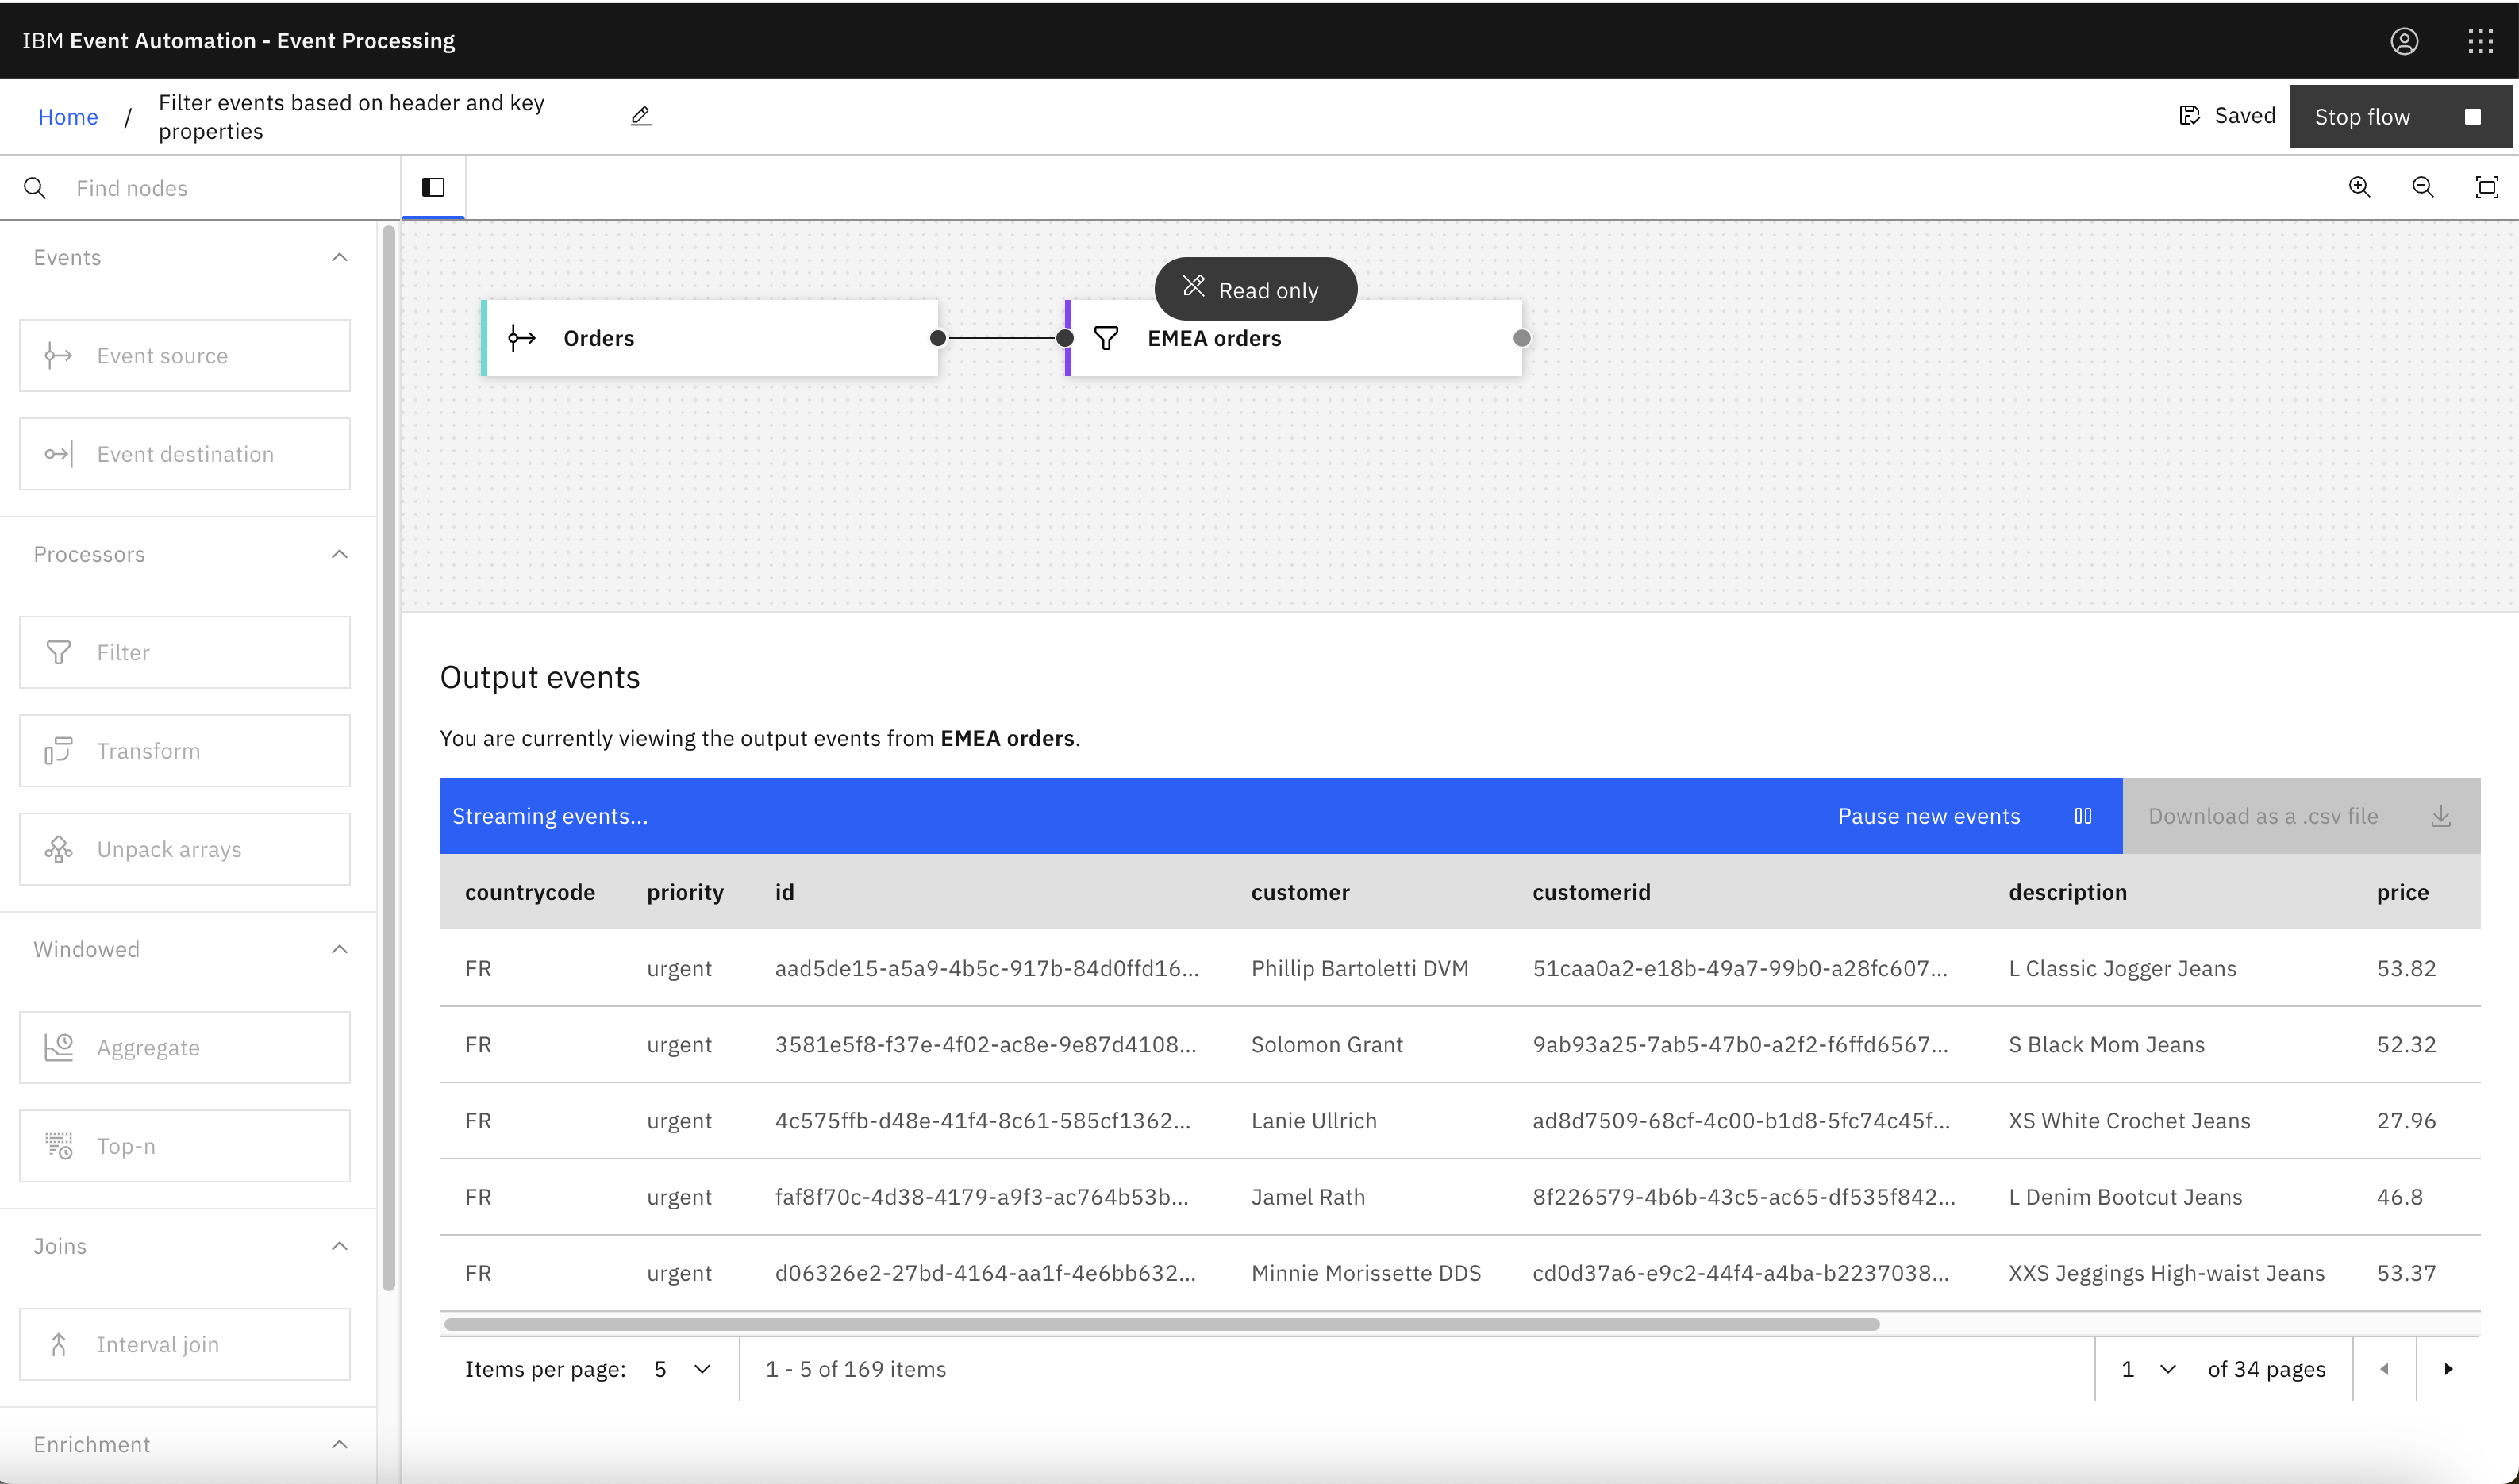 IBM Event Automation - Event Processing
Home / Filter events based on header and key
properties
Saved
Stop flow
Find nodes
Events
Event source
Event destination
Processors
Filter
Transform
Unpack arrays
Windowed
Aggregate
Top-n
Joins
Interval join
Enrichment
Read only
Orders
EMEA orders
Output events
You are currently viewing the output events from EMEA orders.
Streaming events... Pause new events Download as a .csv file
countrycode priority id customer customerid description price
FR urgent aad5de15-a5a9-4b5c-917b-84d0ffd16... Phillip Bartoletti DVM 51caa0a2-e18b-49a7-99b0-a28fc607... L Classic Jogger Jeans 53.82
FR urgent 3581e5f8-f37e-4f02-ac8e-9e87d4108... Solomon Grant 9ab93a25-7ab5-47b0-a2f2-f6ffd6567... S Black Mom Jeans 52.32
FR urgent 4c575ffb-d48e-41f4-8c61-585cf1362... Lanie Ullrich ad8d7509-68cf-4c00-b1d8-5fc74c45f... XS White Crochet Jeans 27.96
FR urgent faf8f70c-4d38-4179-a9f3-ac764b53b... Jamel Rath 8f226579-4b6b-43c5-ac65-df535f842... L Denim Bootcut Jeans 46.8
FR urgent d06326e2-27bd-4164-aa1f-4e6bb632... Minnie Morissette DDS cd0d37a6-e9c2-44f4-a4ba-b2237038... XXS Jeggings High-waist Jeans 53.37
Items per page: 5 1 - 5 of 169 items 1 of 34 pages